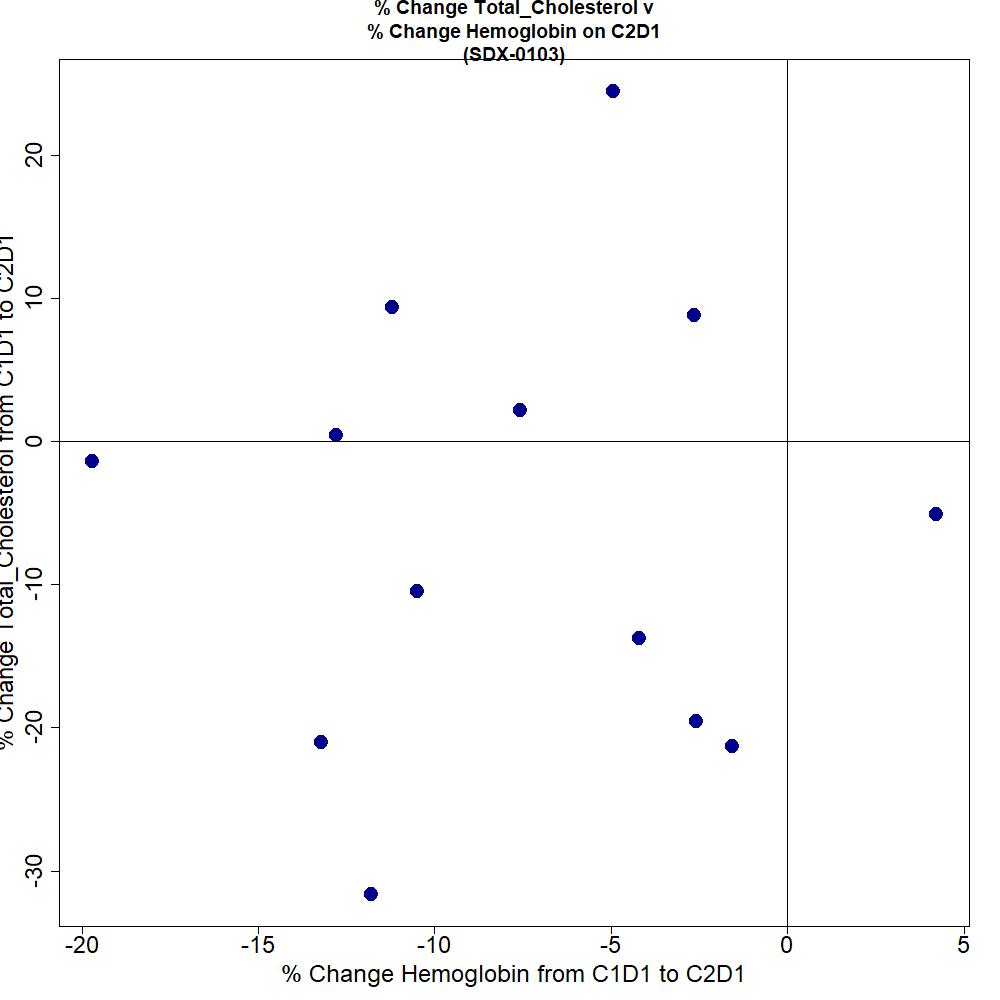 % Change Total_Cholesterol v
% Change Hemoglobin on C2D1
(SDX-0103)
% Change Total_Cholesterol from C1D1 to C2D1
20
10
0
-10
-20
-30
-20 -15 -10 -5 0 5
% Change Hemoglobin from C1D1 to C2D1